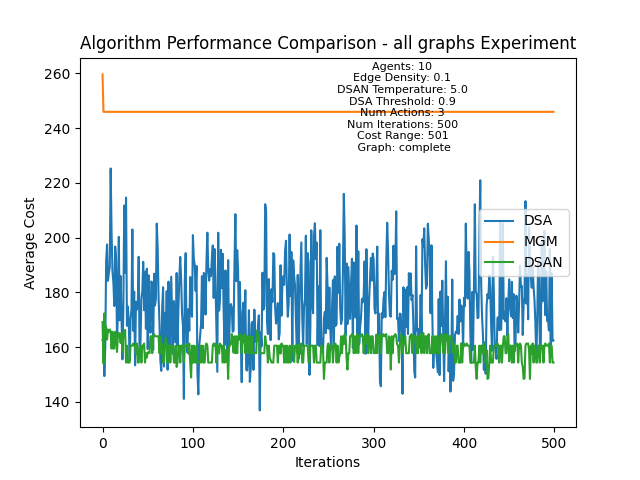 Algorithm Performance Comparison - all graphs Experiment
Agents: 10
Edge Density: 0.1
DSAN Temperature: 5.0
DSA Threshold: 0.9
Num Actions: 3
Num Iterations: 500
Cost Range: 501
Graph: complete
260
240
220
200
180
160
140
Average Cost
DSA
MGM
DSAN
0
100
200
300
400
500
Iterations